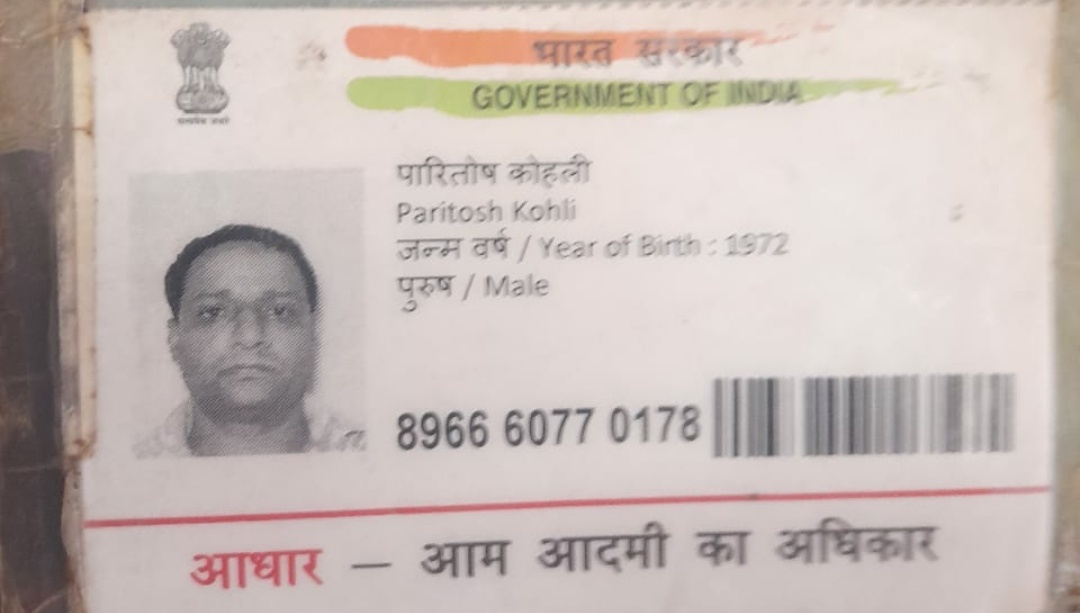 भारत सरकार
GOVERNMENT OF INDIA
पारितोष कोहली
Paritosh Kohli
जन्म वर्ष / Year of Birth : 1972
पुरुष / Male
8966 6077 0178
आधार – आम आदमी का अधिकार